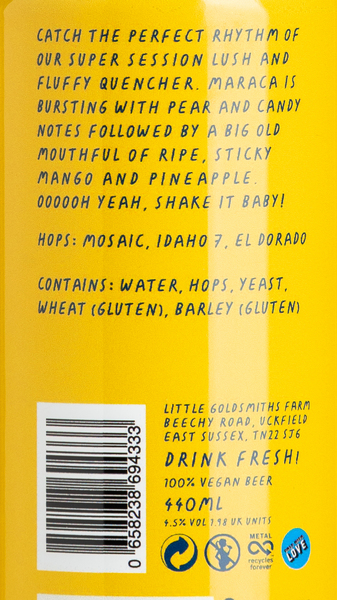 CATCH THE PERFECT RHYTHM OF
OUR SUPER SESSION LUSH AND
FLUFFY QUENCHER. MARACA IS
BURSTING WITH PEAR AND CANDY
NOTES FOLLOWED BY A BIG OLD
MOUTHFUL OF RIPE, STICKY
MANGO AND PINEAPPLE.
OOOOOH YEAH, SHAKE IT BABY!
HOPS: MOSAIC, IDAHO 7, EL DORADO
CONTAINS: WATER, HOPS, YEAST,
WHEAT (GLUTEN), BARLEY (GLUTEN)
LITTLE GOLDSMITHS FARM
BEECHY ROAD, UCKFIELD
EAST SUSSEX, TN22 5J6
DRINK FRESH!
100% VEGAN BEER
440ML
4.5% VOL 1.98 UK UNITS
0 658238 694333
METAL
recycles
forever
LOVE